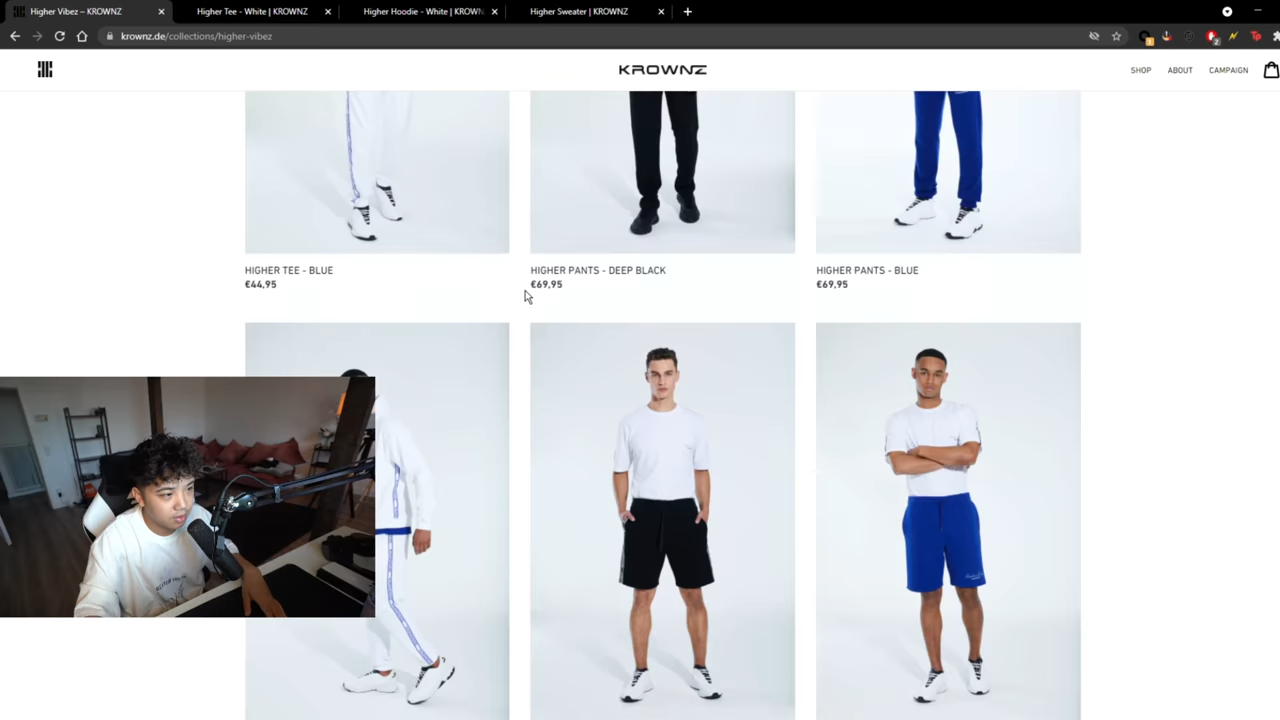 Higher Vibez – KROWNZ
Higher Tee - White | KROWNZ
Higher Hoodie - White | KROWN
Higher Sweater | KROWNZ
krownz.de/collections/higher-vibez
KROWNZ
SHOP
ABOUT
CAMPAIGN
HIGHER TEE - BLUE
€44,95
HIGHER PANTS - DEEP BLACK
€69,95
HIGHER PANTS - BLUE
€69,95